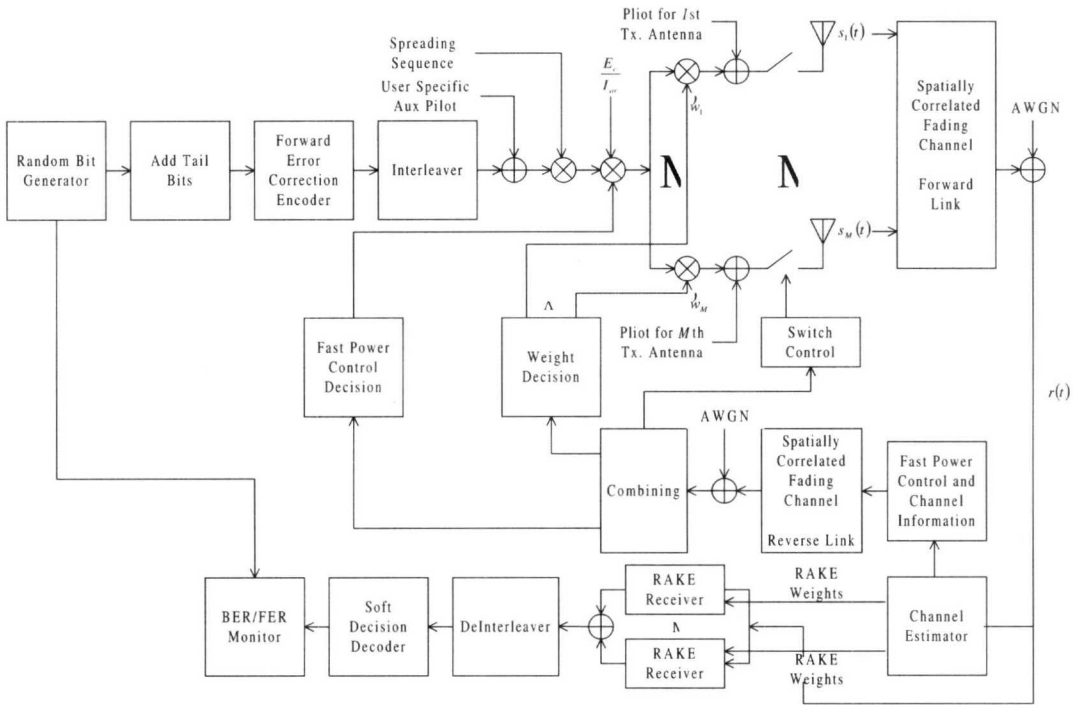 Pliot for 1st
Tx. Antenna
s₁(t)
Spreading
Sequence
User Specific
Aux Pilot
E_c
I_or
w₁
Spatially
Correlated
Fading
Channel
Forward
Link
AWGN
Random Bit
Generator
Add Tail
Bits
Forward
Error
Correction
Encoder
Interleaver
s_M(t)
w_M
Fast Power
Control
Decision
Weight
Decision
Pliot for Mth
Tx. Antenna
Switch
Control
r(t)
AWGN
Combining
Spatially
Correlated
Fading
Channel
Reverse Link
Fast Power
Control and
Channel
Information
BER/FER
Monitor
Soft
Decision
Decoder
DeInterleaver
RAKE
Receiver
RAKE
Receiver
RAKE
Weights
RAKE
Weights
Channel
Estimator